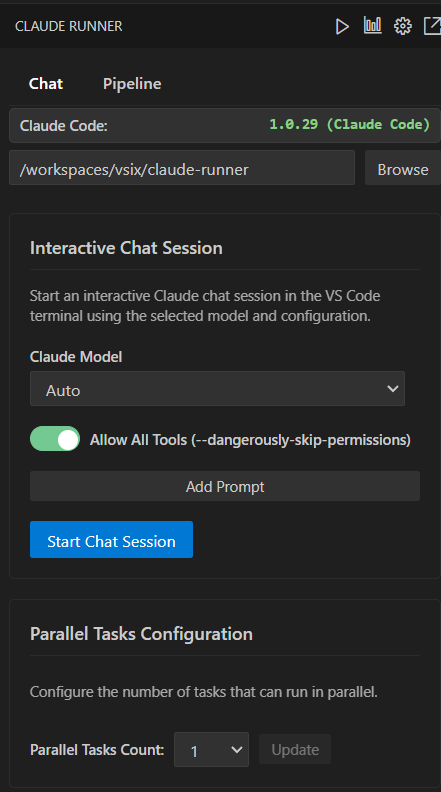 CLAUDE RUNNER
Chat
Pipeline
Claude Code:
1.0.29 (Claude Code)
/workspaces/vsix/claude-runner
Browse
Interactive Chat Session
Start an interactive Claude chat session in the VS Code
terminal using the selected model and configuration.
Claude Model
Auto
Allow All Tools (--dangerously-skip-permissions)
Add Prompt
Start Chat Session
Parallel Tasks Configuration
Configure the number of tasks that can run in parallel.
Parallel Tasks Count:
1
Update